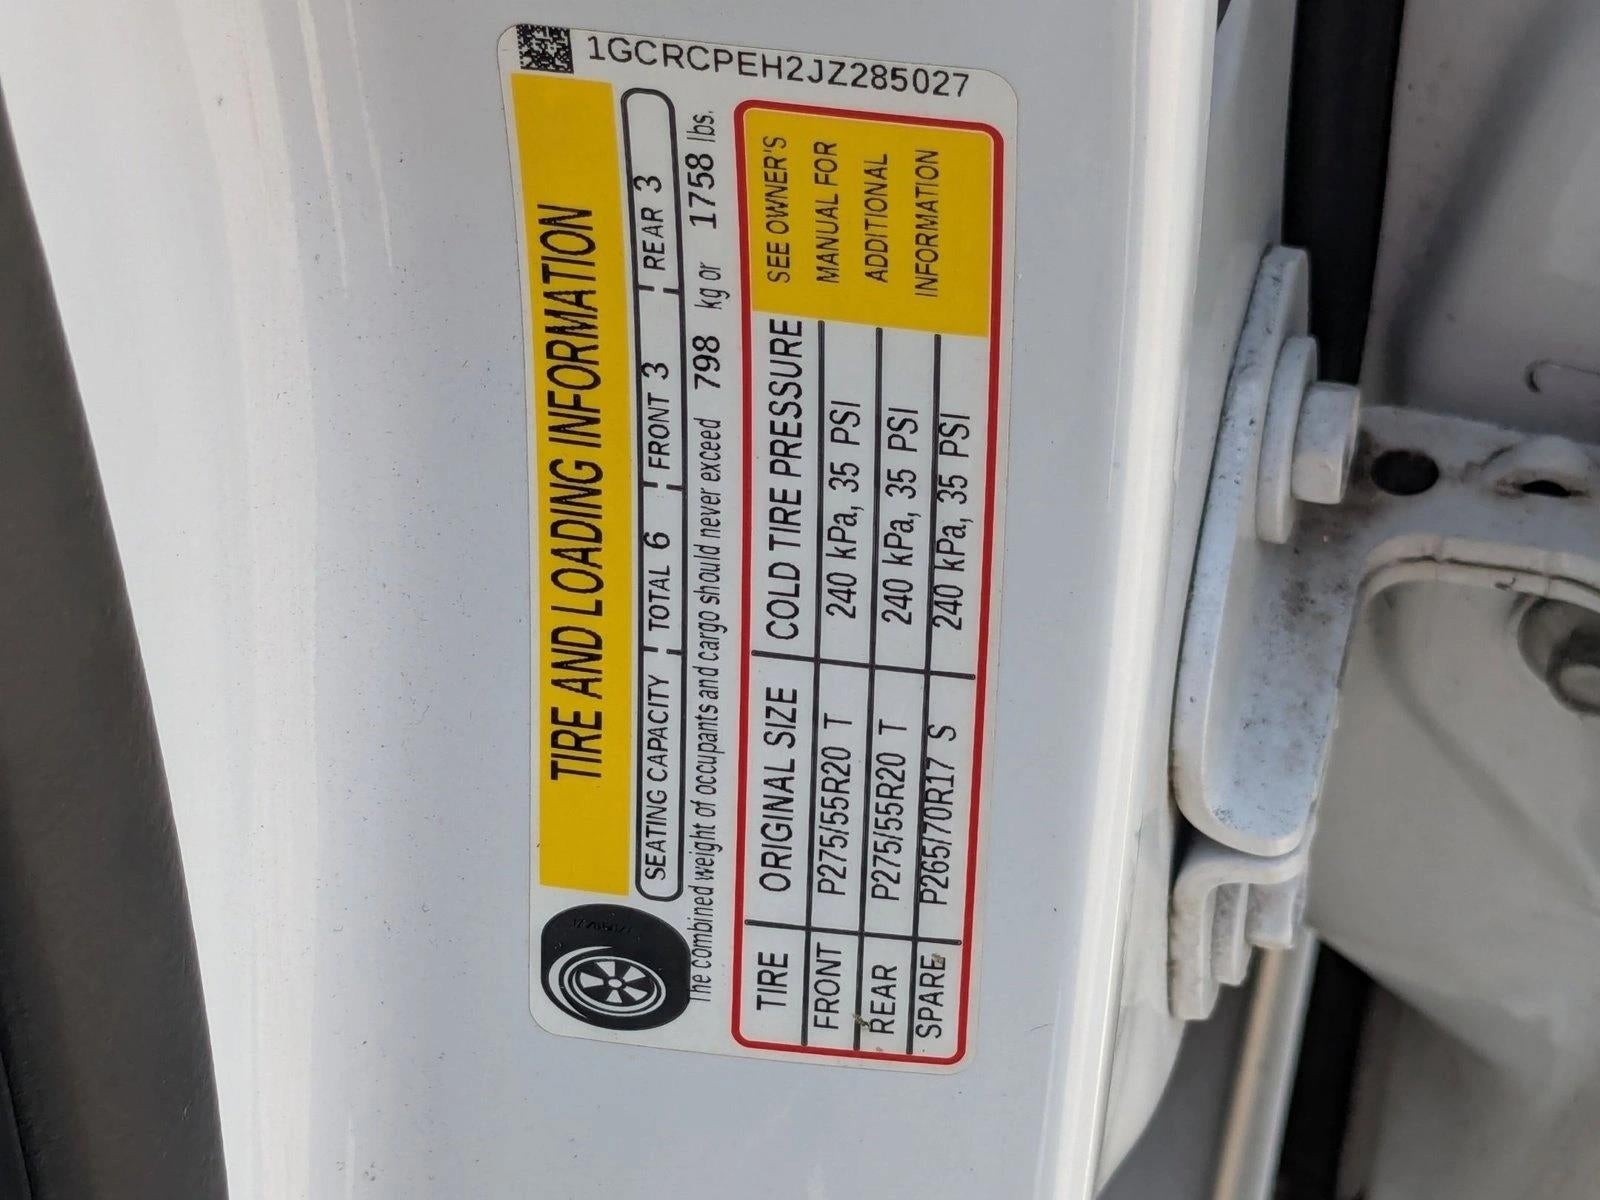 1GCRCPEH2JZ285027
TIRE AND LOADING INFORMATION
SEATING CAPACITY TOTAL 6 FRONT 3 REAR 3
The combined weight of occupants and cargo should never exceed 798 kg or 1758 lbs.
TIRE ORIGINAL SIZE COLD TIRE PRESSURE
FRONT P275/55R20 T 240 kPa, 35 PSI
REAR P275/55R20 T 240 kPa, 35 PSI
SPARE P265/70R17 S 240 kPa, 35 PSI
SEE OWNER'S
MANUAL FOR
ADDITIONAL
INFORMATION